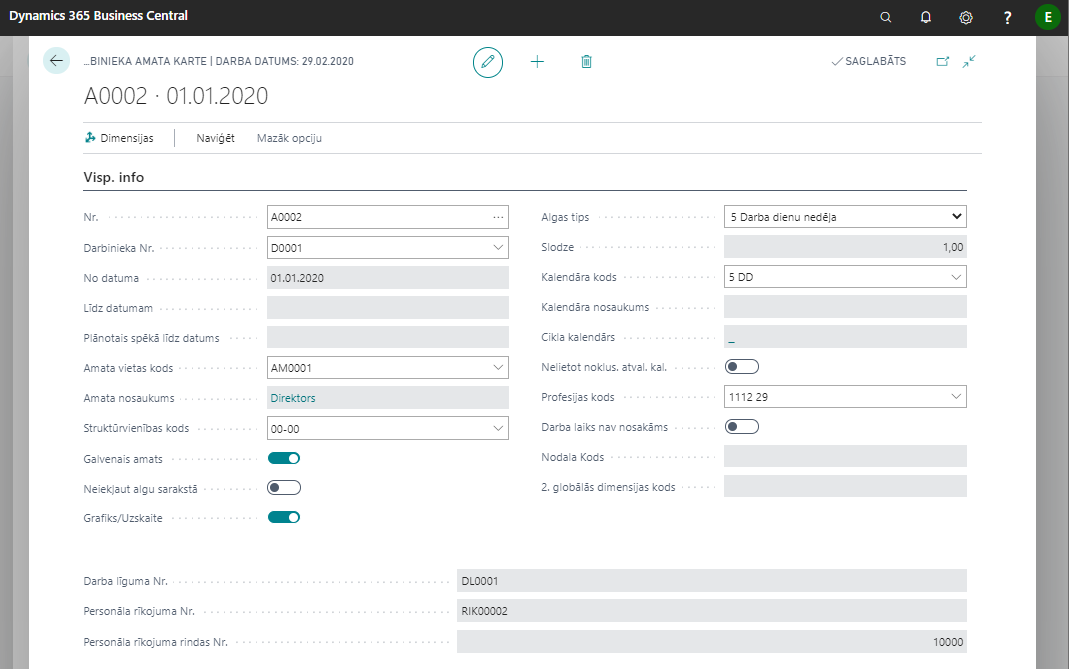 Dynamics 365 Business Central
?
E
...BINIEKA AMATA KARTE | DARBA DATUMS: 29.02.2020
SAGLABĀTS
A0002 · 01.01.2020
Dimensijas
Naviģēt
Mazāk opciju
Visp. info
Nr.
A0002
...
Darbinieka Nr.
D0001
No datuma
01.01.2020
Līdz datumam
Plānotais spēkā līdz datums
Amata vietas kods
AM0001
Amata nosaukums
Direktors
Struktūrvienības kods
00-00
Galvenais amats
Neiekļaut algu sarakstā
Grafiks/Uzskaite
Algas tips
5 Darba dienu nedēļa
Slodze
1,00
Kalendāra kods
5 DD
Kalendāra nosaukums
Cikla kalendārs
_
Nelietot noklus. atval. kal.
Profesijas kods
1112 29
Darba laiks nav nosakāms
Nodala Kods
2. globālās dimensijas kods
Darba līguma Nr.
DL0001
Personāla rīkojuma Nr.
RIK00002
Personāla rīkojuma rindas Nr.
10000